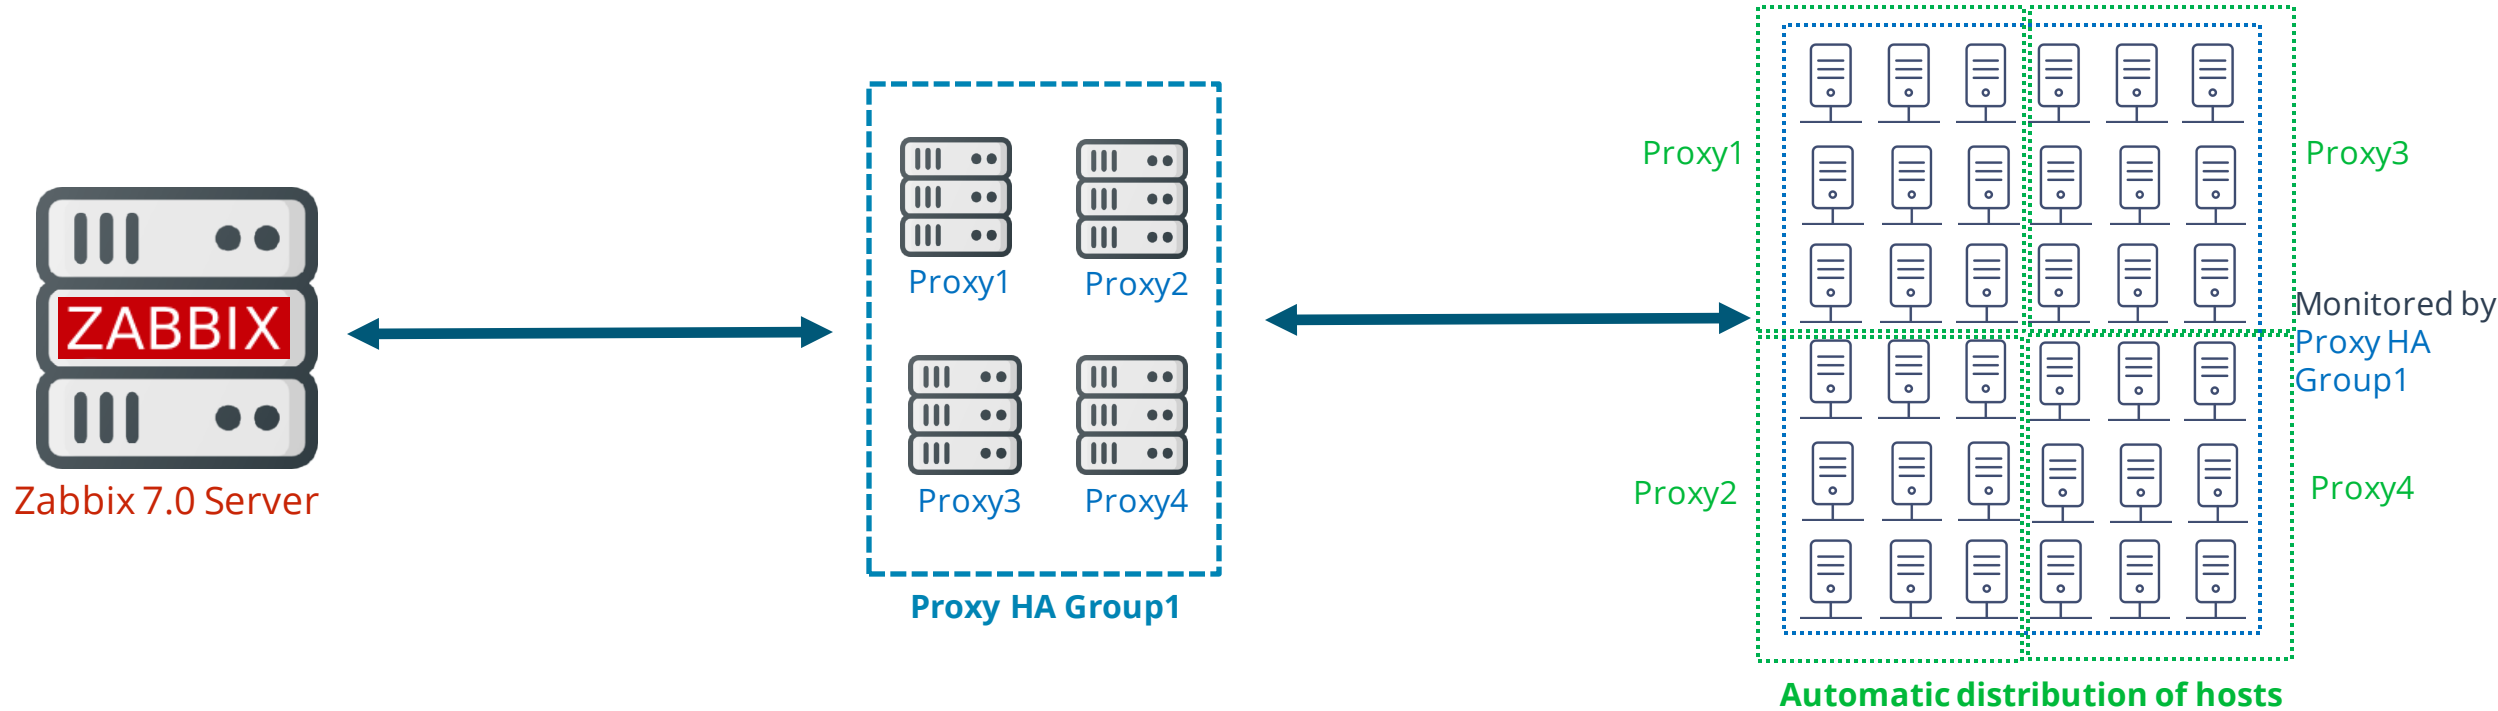 ZABBIX
Zabbix 7.0 Server
Proxy1
Proxy2
Proxy3
Proxy4
Proxy HA Group1
Proxy1
Proxy3
Monitored by
Proxy HA
Group1
Proxy2
Proxy4
Automatic distribution of hosts